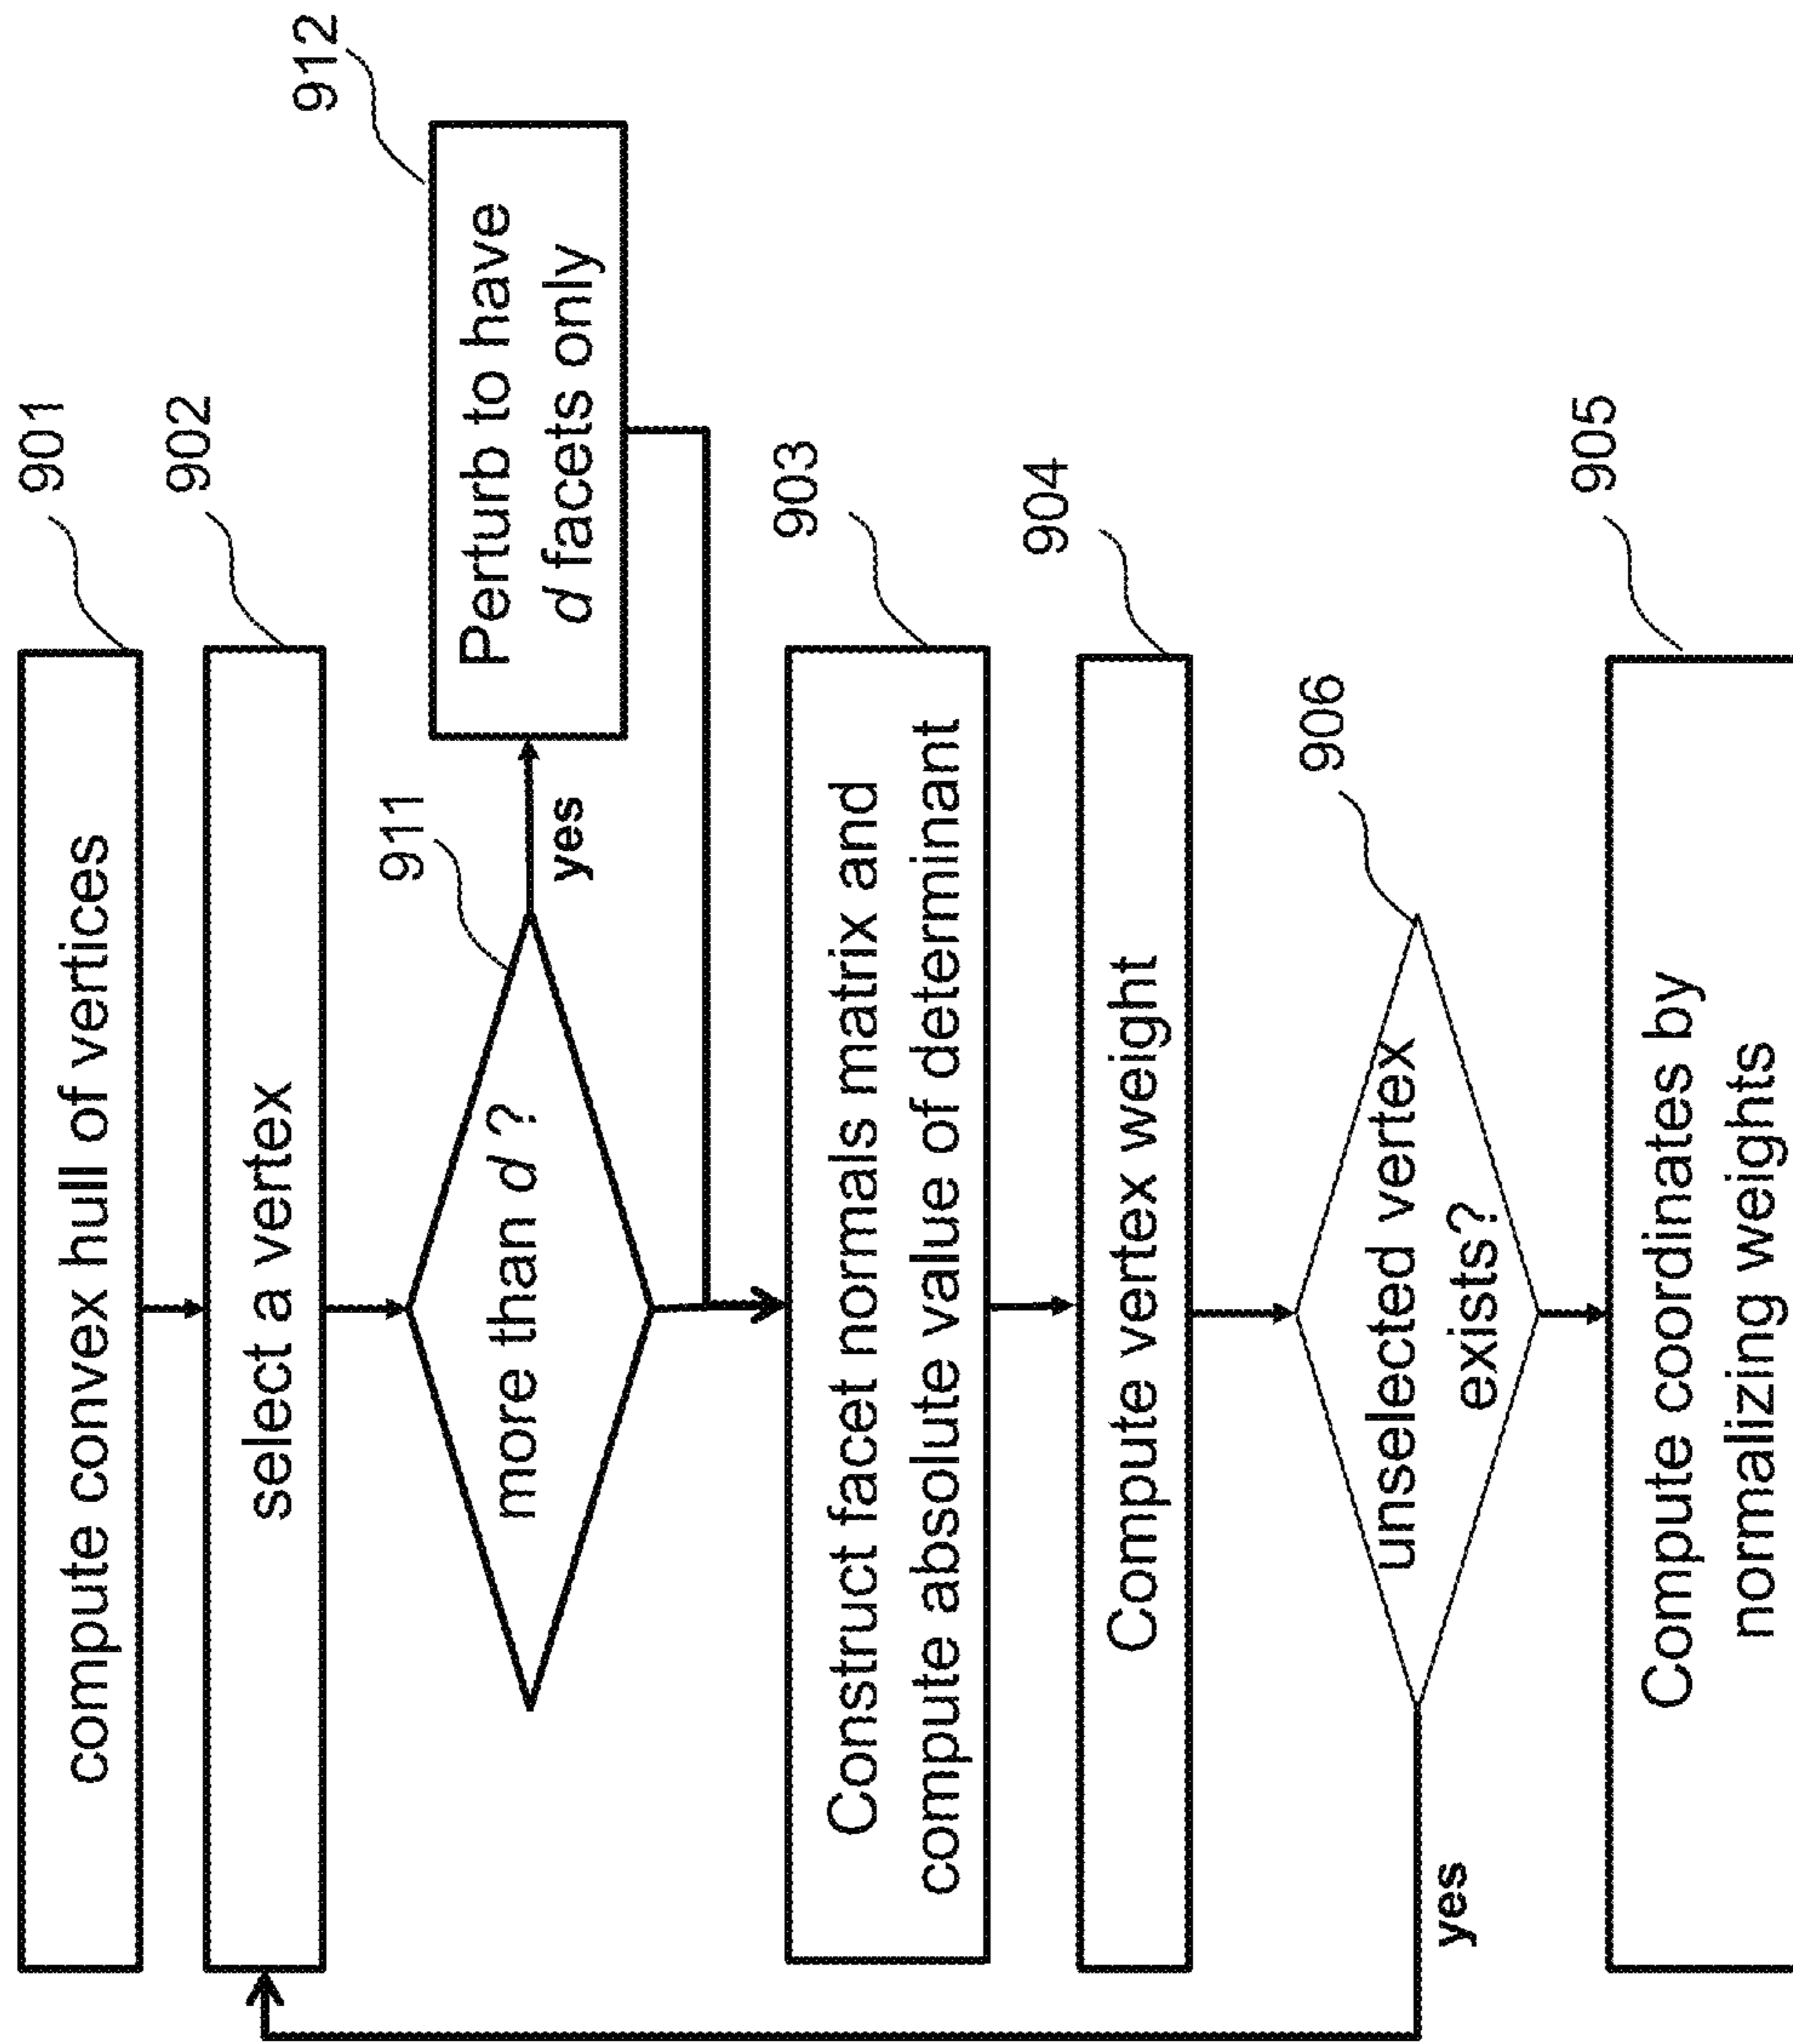 901
compute convex hull of vertices
902
select a vertex
911
more than d ?
yes
912
Perturb to have
d facets only
903
Construct facet normals matrix and
compute absolute value of determinant
904
Compute vertex weight
906
unselected vertex
exists?
yes
905
Compute coordinates by
normalizing weights